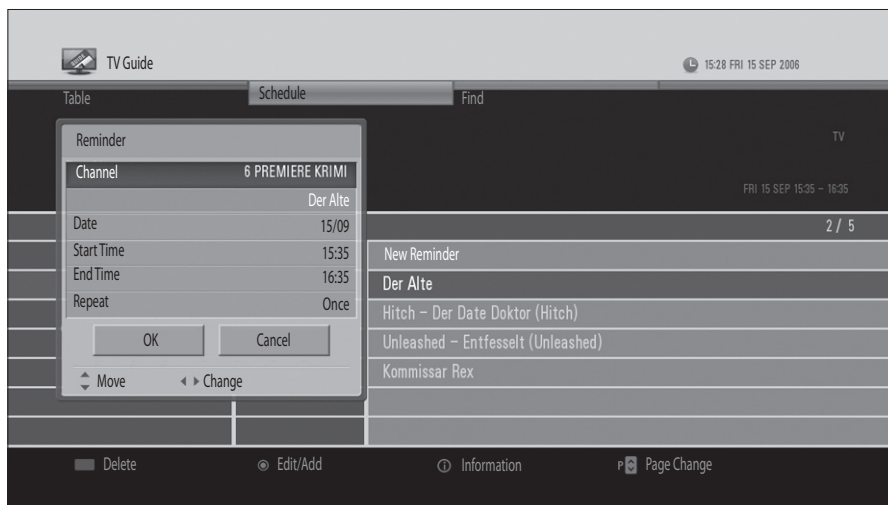 TV Guide
15:28 FRI 15 SEP 2006
Table Schedule Find
TV
FRI 15 SEP 15:35 – 16:35
2 / 5
Reminder
Channel 6 PREMIERE KRIMI
Der Alte
Date 15/09
Start Time 15:35
End Time 16:35
Repeat Once
OK Cancel
Move Change
New Reminder
Der Alte
Hitch – Der Date Doktor (Hitch)
Unleashed – Entfesselt (Unleashed)
Kommissar Rex
Delete Edit/Add Information P Page Change